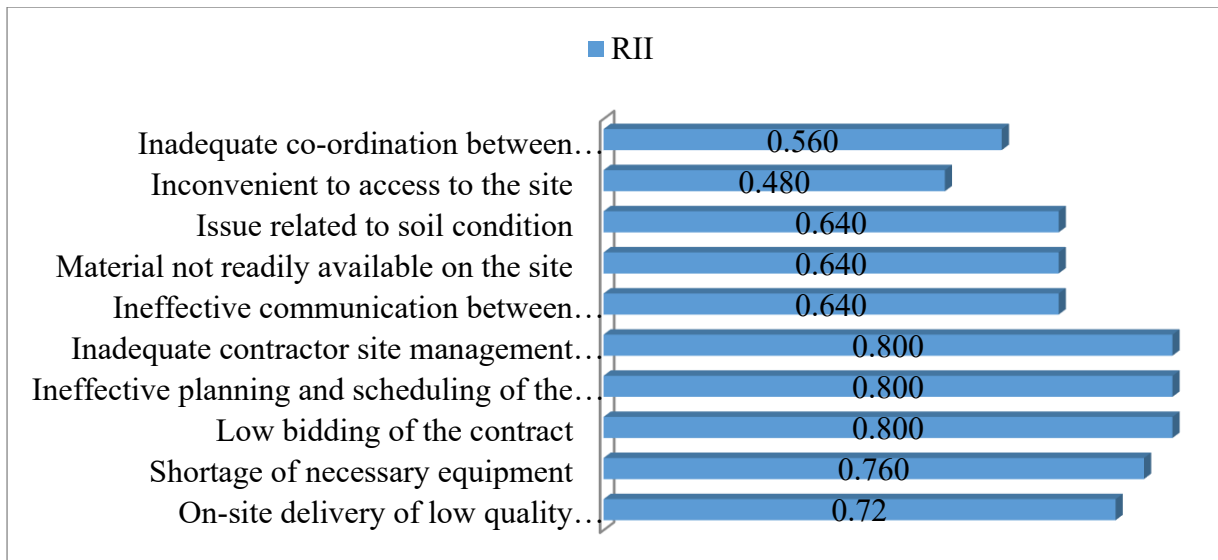 RII
Inadequate co-ordination between… 0.560
Inconvenient to access to the site 0.480
Issue related to soil condition 0.640
Material not readily available on the site 0.640
Ineffective communication between… 0.640
Inadequate contractor site management… 0.800
Ineffective planning and scheduling of the… 0.800
Low bidding of the contract 0.800
Shortage of necessary equipment 0.760
On-site delivery of low quality… 0.72